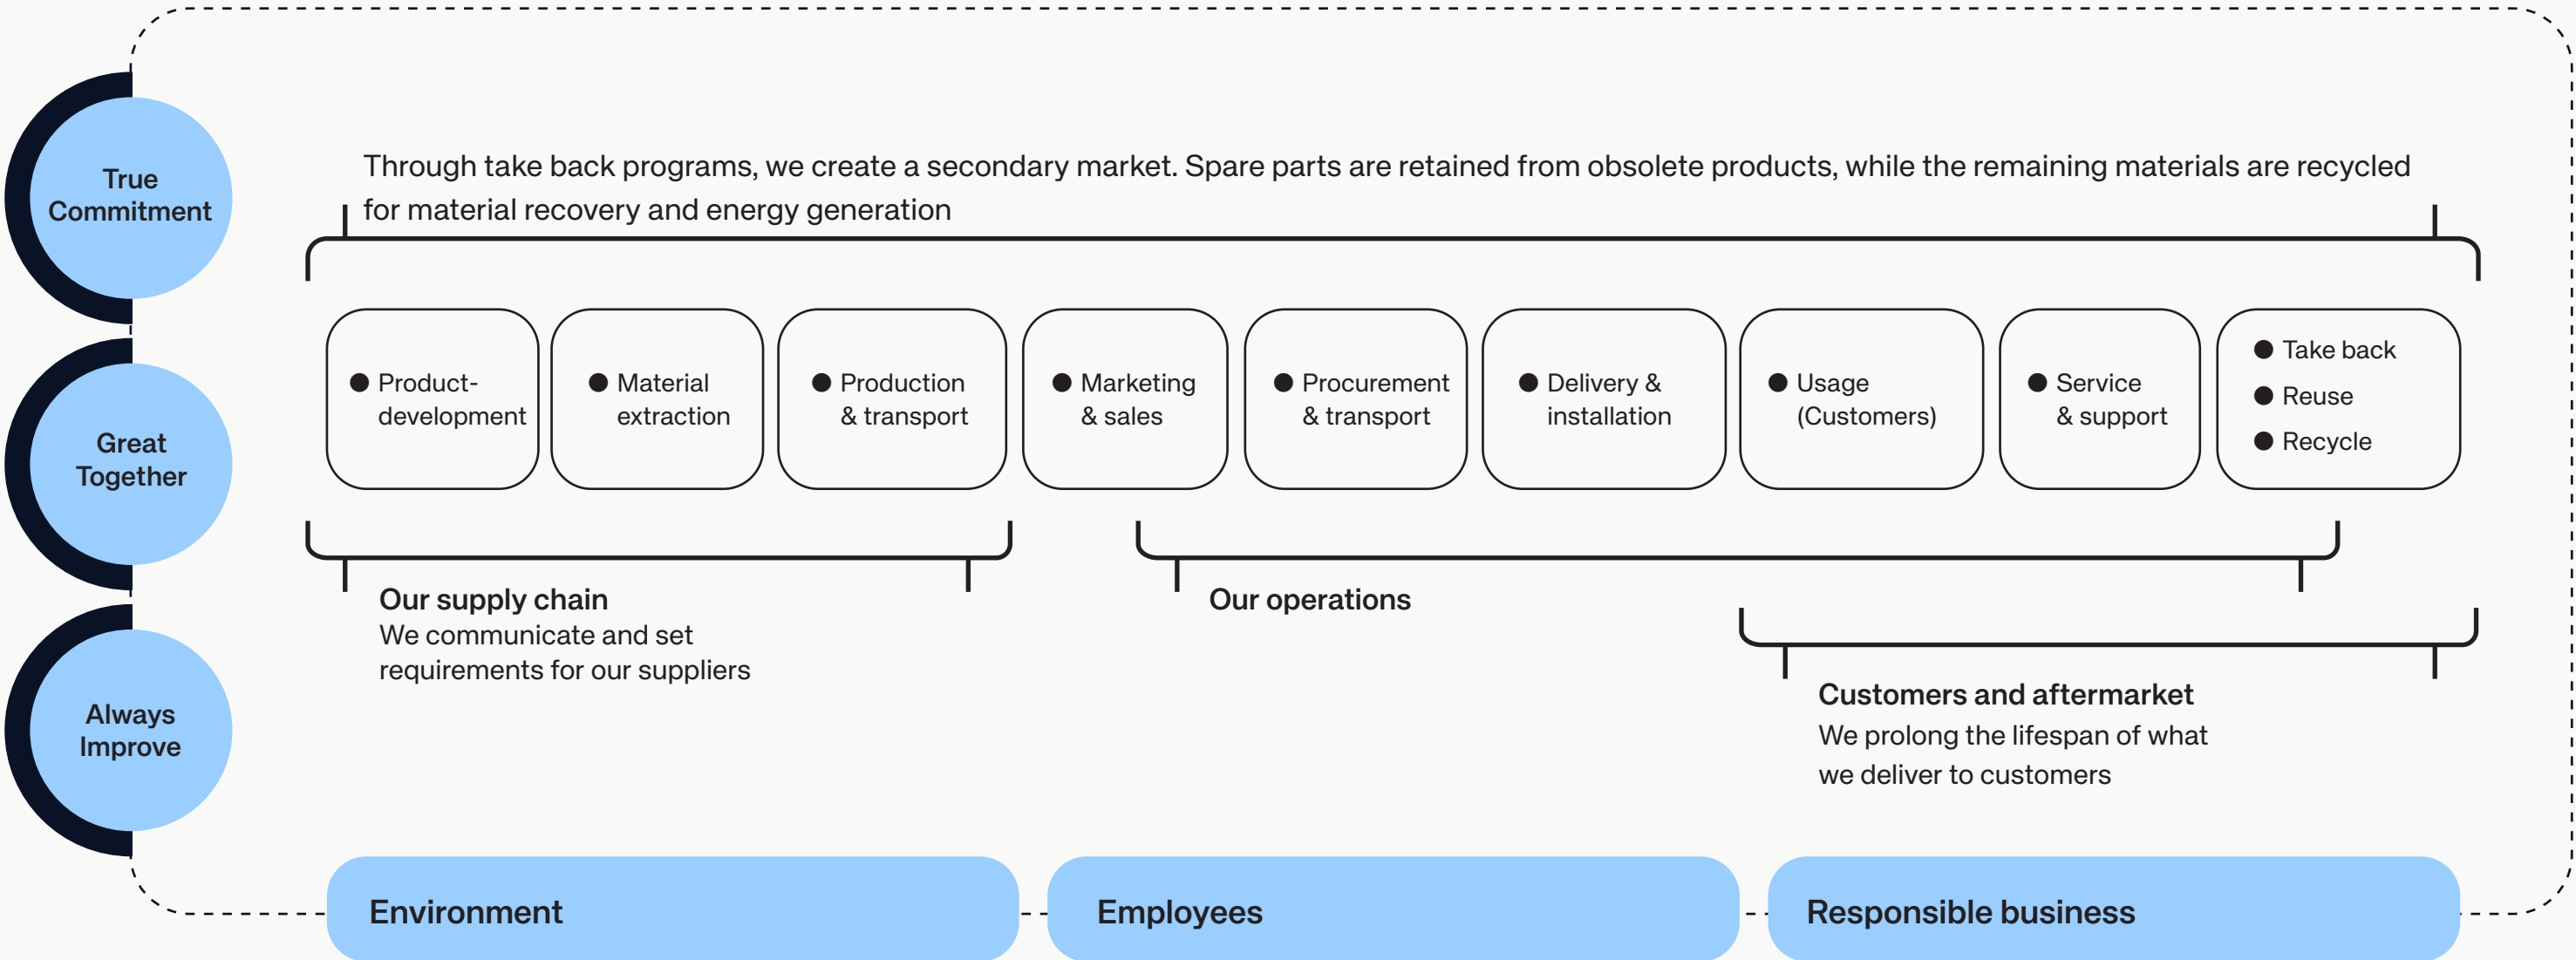 True
Commitment
Great
Together
Always
Improve
Through take back programs, we create a secondary market. Spare parts are retained from obsolete products, while the remaining materials are recycled
for material recovery and energy generation
Product-
development
Material
extraction
Production
& transport
Marketing
& sales
Procurement
& transport
Delivery &
installation
Usage
(Customers)
Service
& support
Take back
Reuse
Recycle
Our supply chain
We communicate and set
requirements for our suppliers
Our operations
Customers and aftermarket
We prolong the lifespan of what
we deliver to customers
Environment
Employees
Responsible business